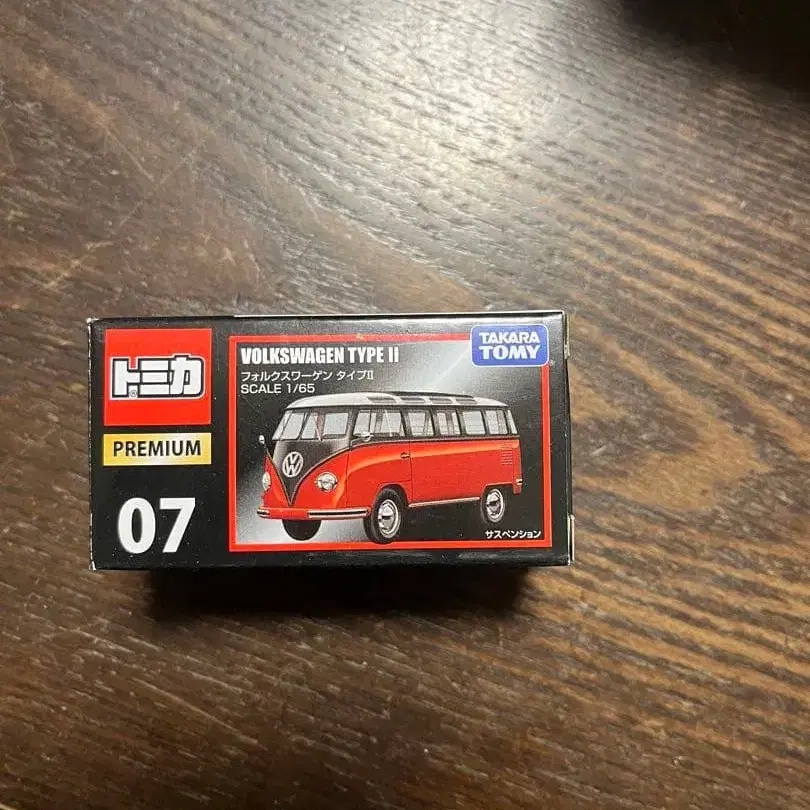 トミカ
®
PREMIUM
07
VOLKSWAGEN TYPE II
フォルクスワーゲン タイプII
SCALE 1/65
TAKARA
TOMY
VW
サスペンション